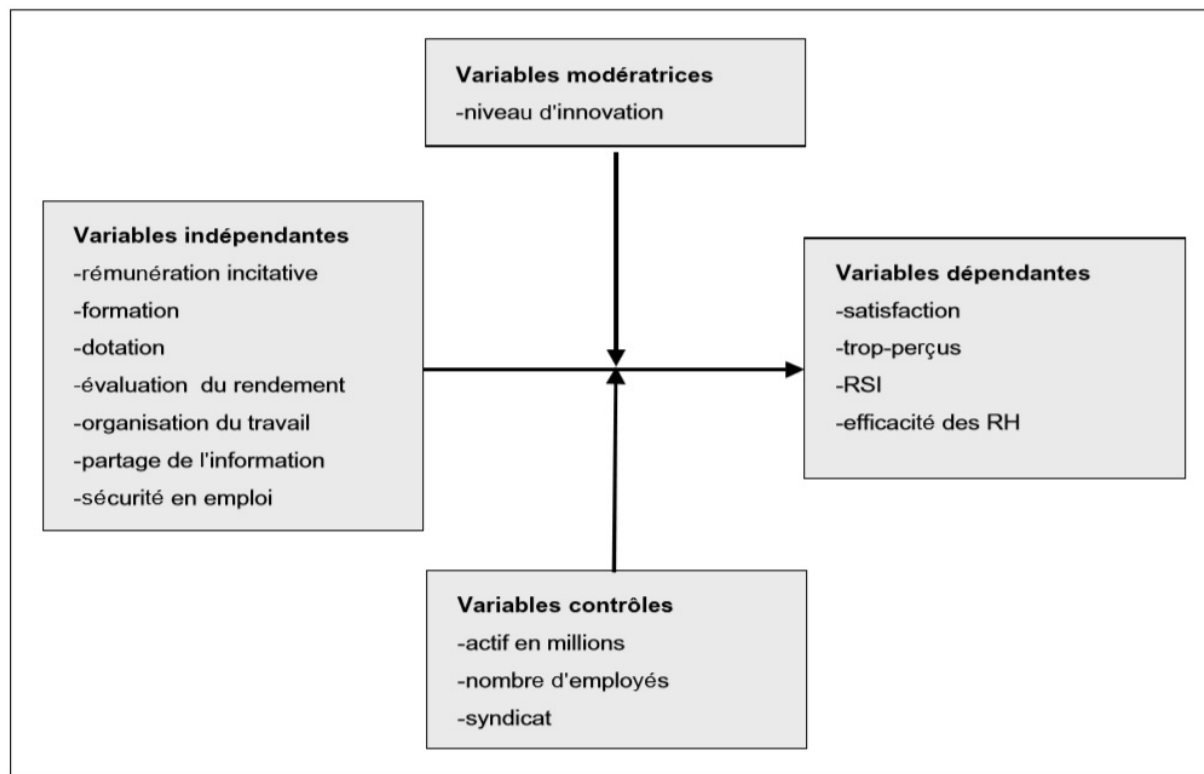 Variables modératrices
-niveau d'innovation
Variables indépendantes
-rémunération incitative
-formation
-dotation
-évaluation du rendement
-organisation du travail
-partage de l'information
-sécurité en emploi
Variables dépendantes
-satisfaction
-trop-perçus
-RSI
-efficacité des RH
Variables contrôles
-actif en millions
-nombre d'employés
-syndicat